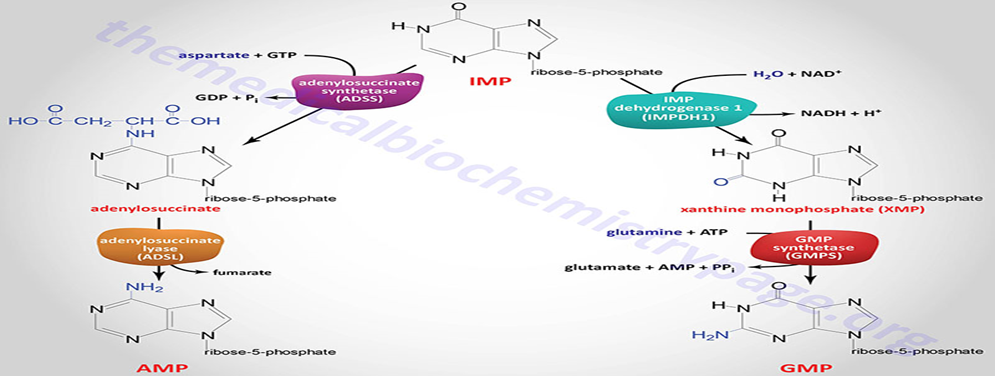 O
H
N
N
N
N
ribose-5-phosphate
IMP
aspartate + GTP
adenylosuccinate
synthetase
(ADSS)
GDP + Pi
H2O + NAD+
IMP
dehydrogenase 1
(IMPDH1)
NADH + H+
O
O
HO
C
CH2
CH
C
OH
NH
N
N
N
N
ribose-5-phosphate
adenylosuccinate
O
H
N
O
N
H
N
N
ribose-5-phosphate
xanthine monophosphate (XMP)
adenylosuccinate
lyase
(ADSL)
fumarate
glutamine + ATP
GMP
synthetase
(GMPS)
glutamate + AMP + PPi
NH2
N
N
N
N
ribose-5-phosphate
AMP
O
H
N
H2N
N
N
N
ribose-5-phosphate
GMP
themedicalbiochemistrypage.org